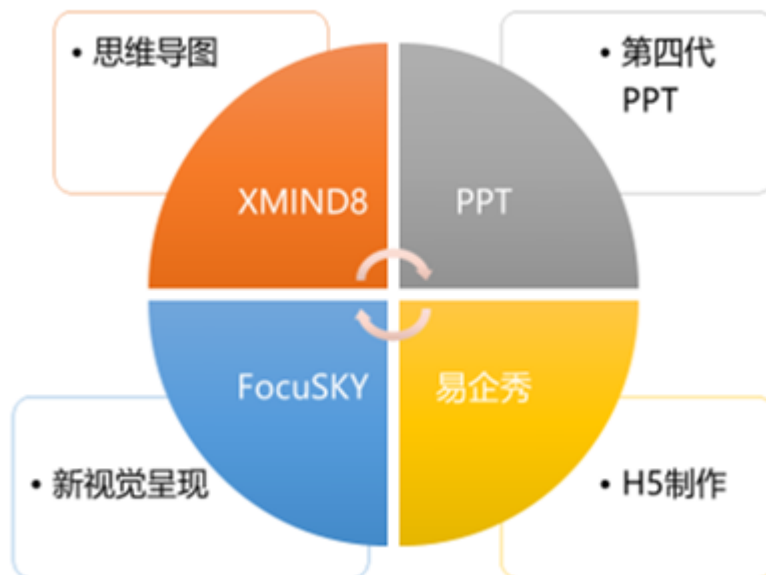 • 思维导图
• 第四代
PPT
XMIND8
PPT
FocuSKY
易企秀
• 新视觉呈现
• H5制作